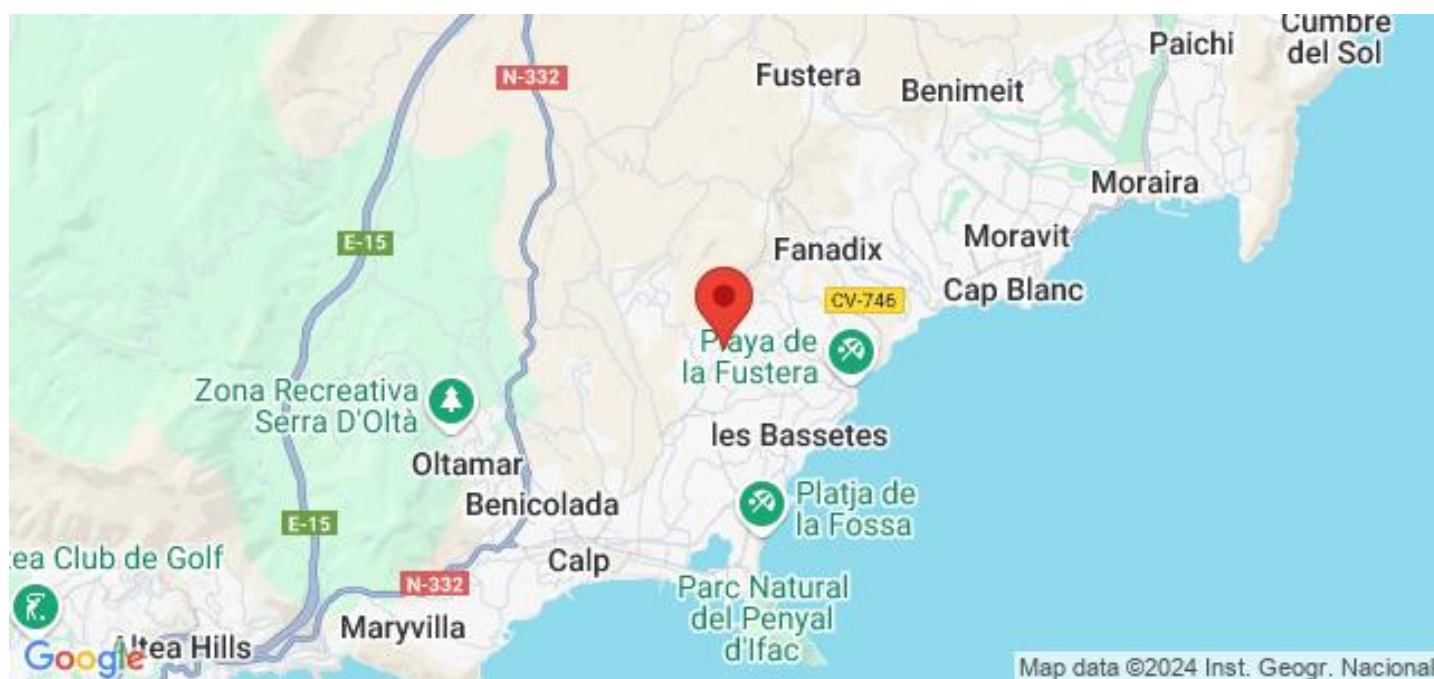 Cumbre
del Sol
Paichi
Fustera
N-332
Benimeit
Moraira
E-15
Fanadix
Moravit
Cap Blanc
CV-746
Playa de
la Fustera
Zona Recreativa
Serra D'Oltà
les Bassetes
Oltamar
Benicolada
Platja de
la Fossa
E-15
Calp
tea Club de Golf
N-332
Parc Natural
del Penyal
d'Ifac
Maryvilla
Altea Hills
Google
Map data ©2024 Inst. Geogr. Nacional